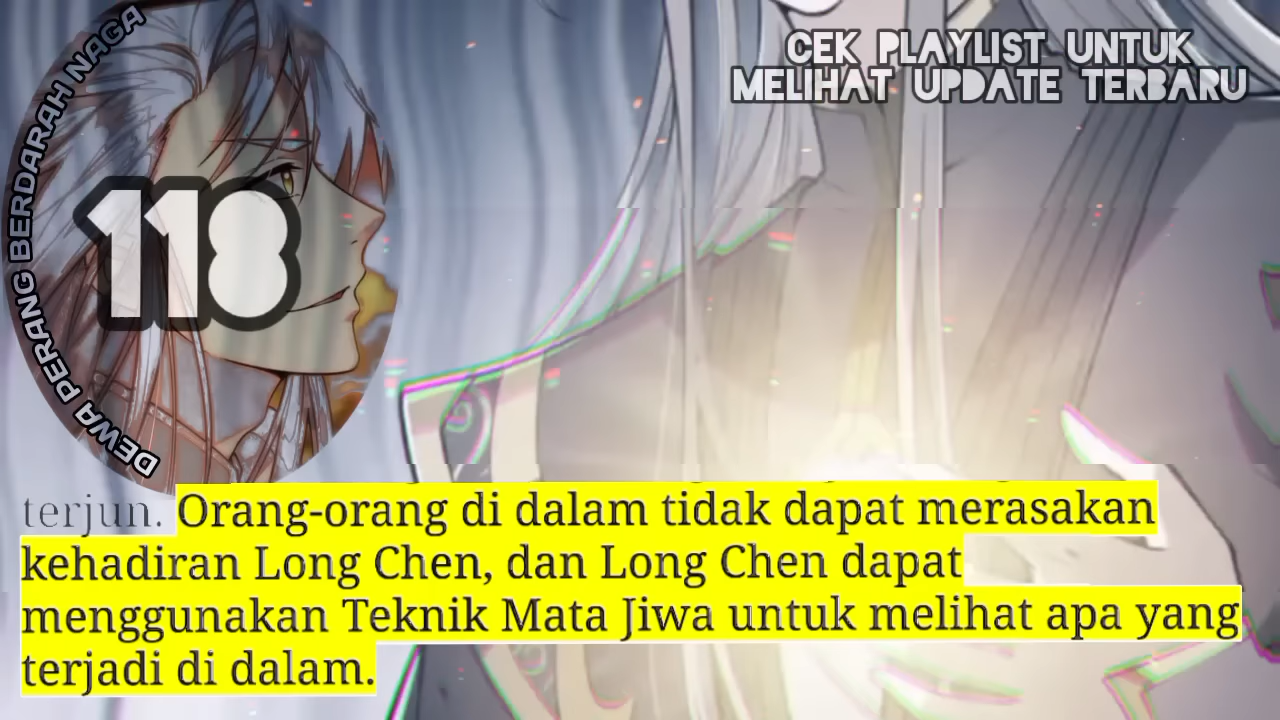 DEWA PERANG BERDARAH NAGA
118
CEK PLAYLIST UNTUK
MELIHAT UPDATE TERBARU
terjun. Orang-orang di dalam tidak dapat merasakan
kehadiran Long Chen, dan Long Chen dapat
menggunakan Teknik Mata Jiwa untuk melihat apa yang
terjadi di dalam.